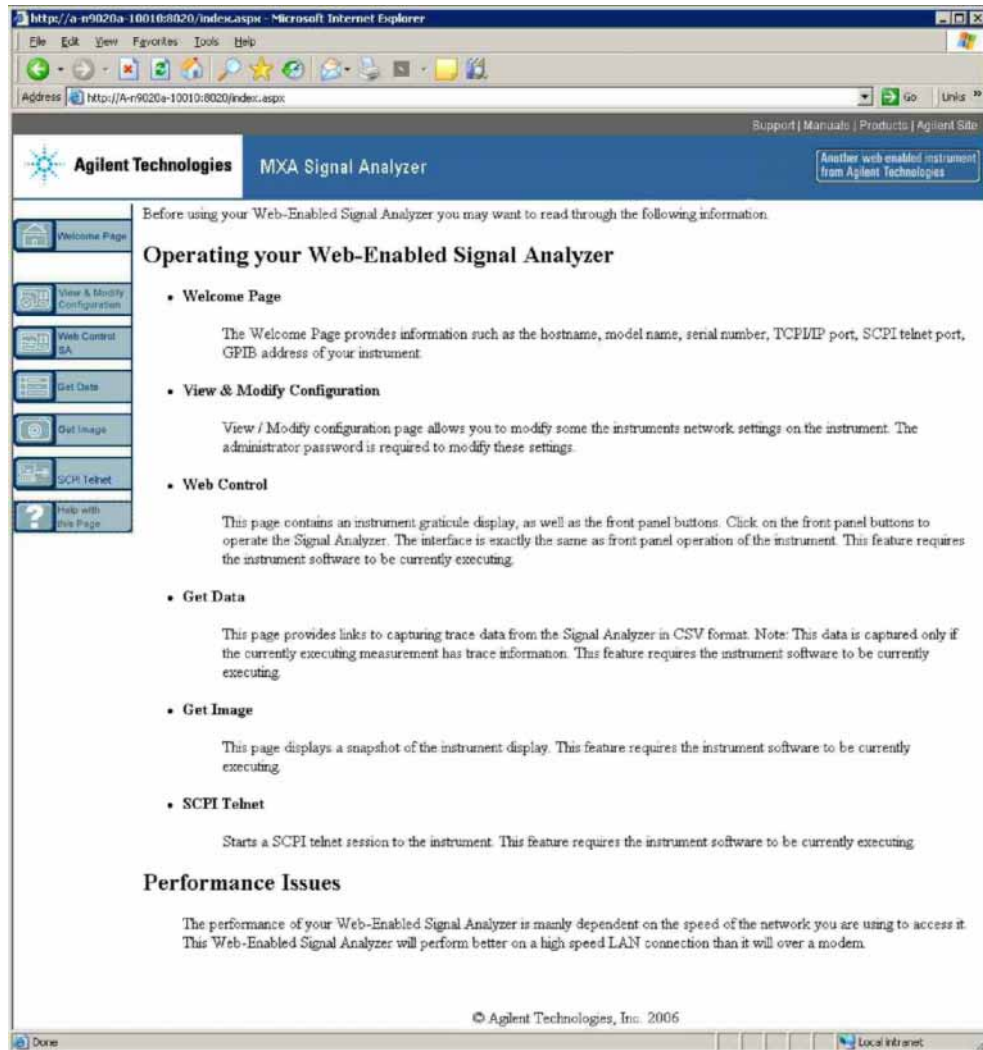 http://a-n9020a-10010:8020/index.aspx - Microsoft Internet Explorer
File Edit View Favorites Tools Help
Address http://A-n9020a-10010:8020/index.aspx Go Links »
Support | Manuals | Products | Agilent Site
Agilent Technologies MXA Signal Analyzer
Another web enabled instrument
from Agilent Technologies
Welcome Page
View & Modify
Configuration
Web Control
SA
Get Data
Get Image
SCPI Telnet
Help with
this Page
Before using your Web-Enabled Signal Analyzer you may want to read through the following information.
Operating your Web-Enabled Signal Analyzer
• Welcome Page
The Welcome Page provides information such as the hostname, model name, serial number, TCPI/IP port, SCPI telnet port,
GPIB address of your instrument.
• View & Modify Configuration
View / Modify configuration page allows you to modify some the instruments network settings on the instrument. The
administrator password is required to modify these settings.
• Web Control
This page contains an instrument graticule display, as well as the front panel buttons. Click on the front panel buttons to
operate the Signal Analyzer. The interface is exactly the same as front panel operation of the instrument. This feature requires
the instrument software to be currently executing.
• Get Data
This page provides links to capturing trace data from the Signal Analyzer in CSV format. Note: This data is captured only if
the currently executing measurement has trace information. This feature requires the instrument software to be currently
executing.
• Get Image
This page displays a snapshot of the instrument display. This feature requires the instrument software to be currently
executing.
• SCPI Telnet
Starts a SCPI telnet session to the instrument. This feature requires the instrument software to be currently executing.
Performance Issues
The performance of your Web-Enabled Signal Analyzer is mainly dependent on the speed of the network you are using to access it.
This Web-Enabled Signal Analyzer will perform better on a high speed LAN connection than it will over a modem.
© Agilent Technologies, Inc. 2006
Done Local intranet